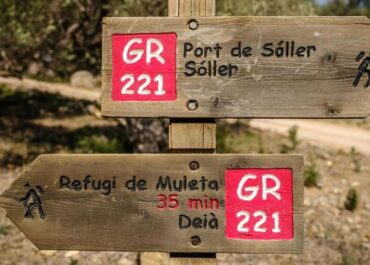 GR
221
Port de Sóller
Sóller
Refugi de Muleta
35 min
Deià
GR
221